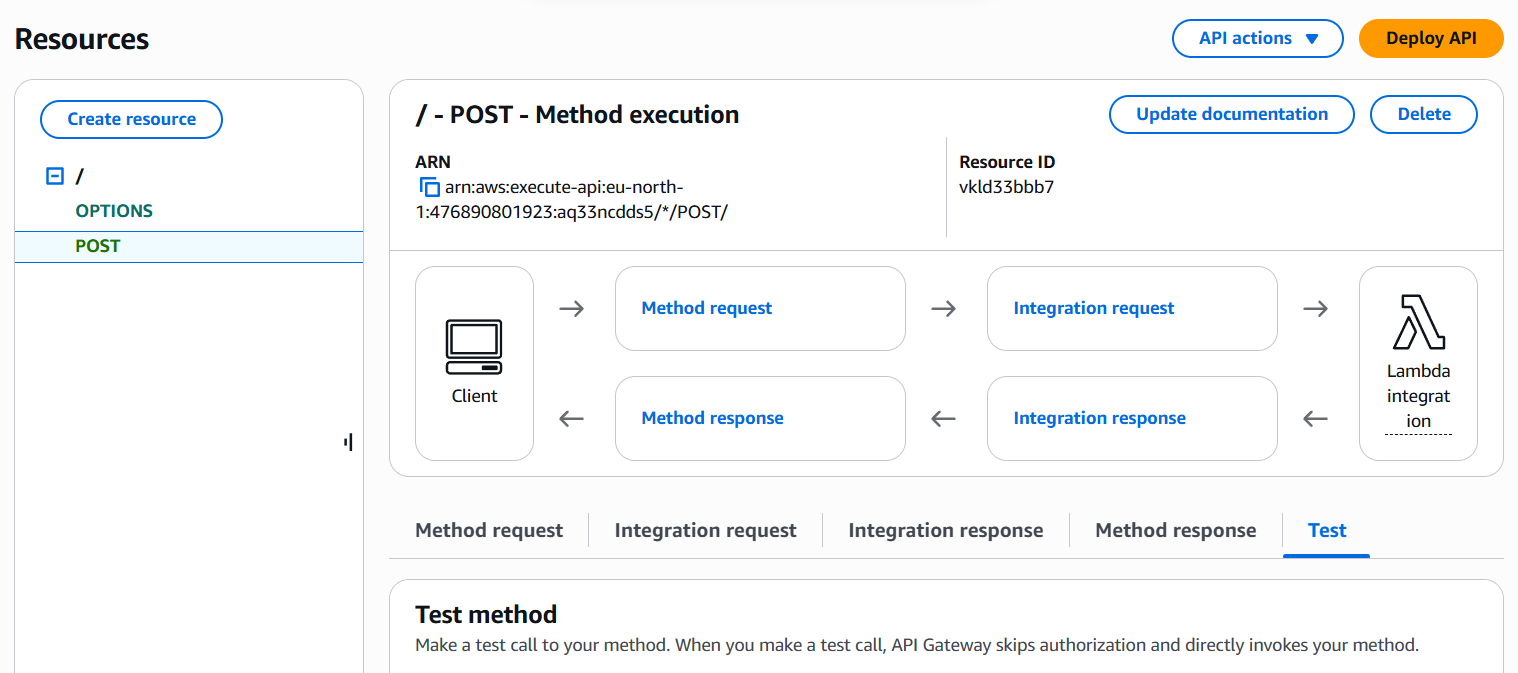 Resources
API actions
Deploy API
Create resource
/
OPTIONS
POST
/ - POST - Method execution
Update documentation
Delete
ARN
arn:aws:execute-api:eu-north-
1:476890801923:aq33ncdds5/*/POST/
Resource ID
vkld33bbb7
Client
Method request
Integration request
Method response
Integration response
Lambda
integrat
ion
Method request
Integration request
Integration response
Method response
Test
Test method
Make a test call to your method. When you make a test call, API Gateway skips authorization and directly invokes your method.